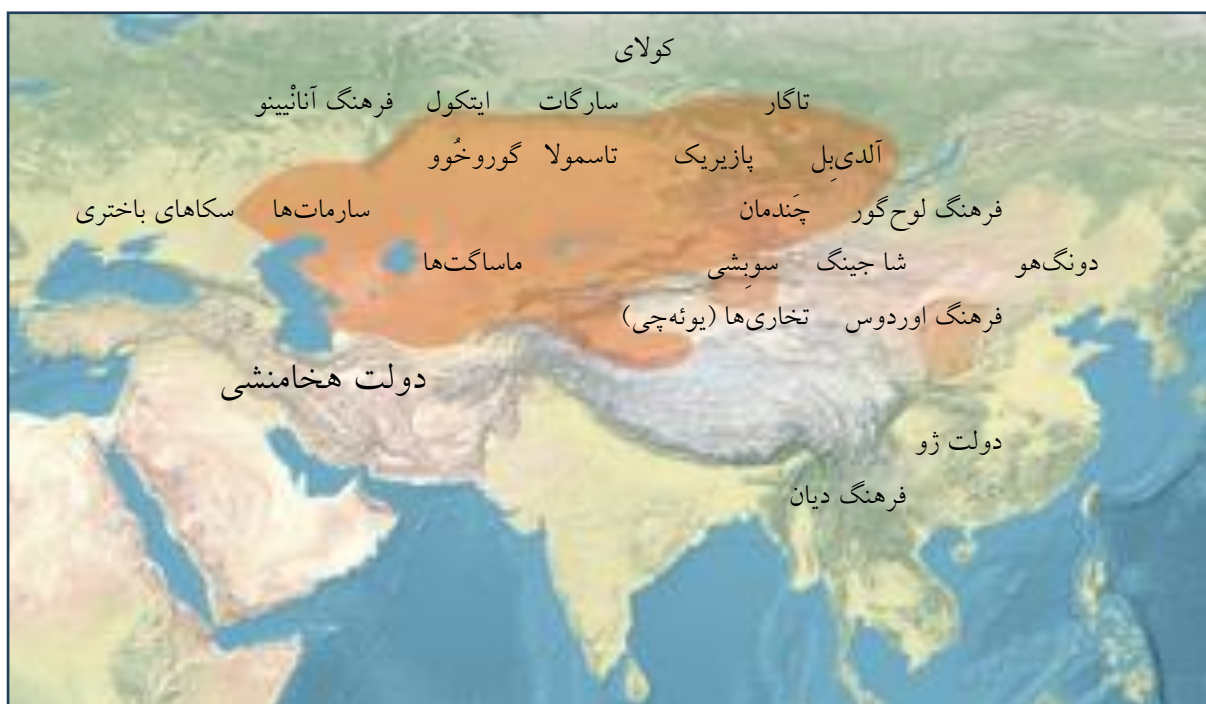 کولای
تاگار سارگات ایتکول فرهنگ آنانْیینو
آلدی‌بِل پازیریک تاسمولا گوروخُوو
فرهنگ لوح‌گور چَندمان سارمات‌ها سکاهای باختری
دونگ‌هو شا جینگ سوبِشی ماساگت‌ها
فرهنگ اوردوس تخاری‌ها (یوئه‌چی)
دولت هخامنشی
دولت ژو
فرهنگ دیان